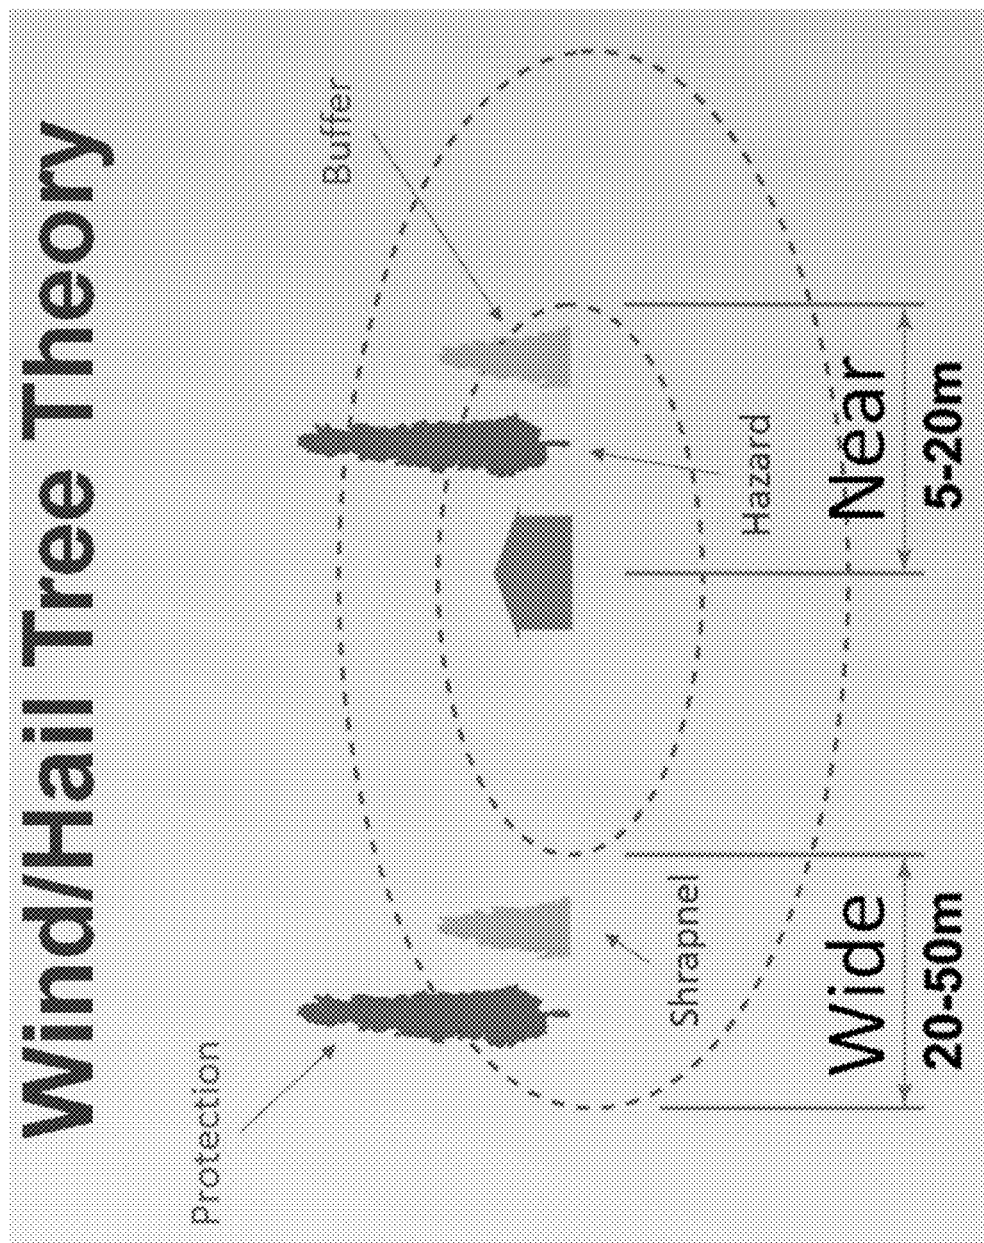 Wind/Hail Tree Theory
Protection
Buffer
Shrapnel
Hazard
Wide
Near
20-50m
5-20m